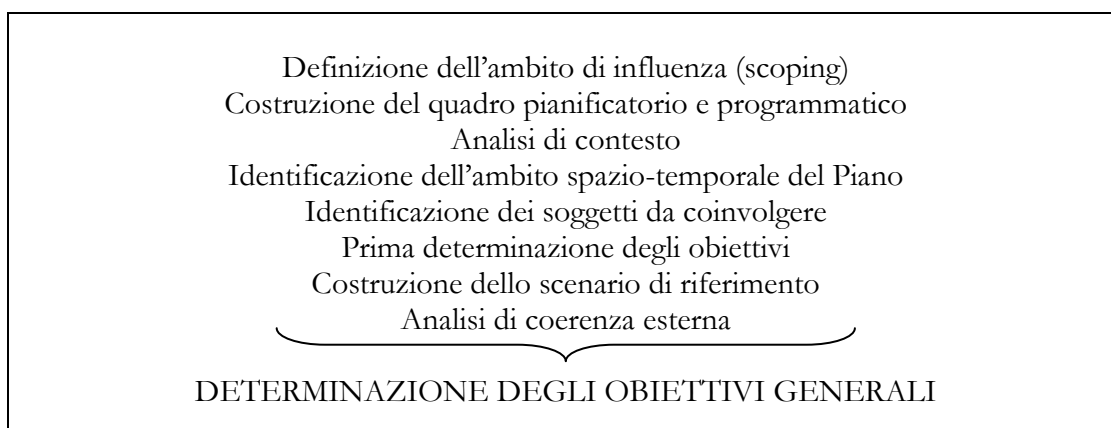 Definizione dell’ambito di influenza (scoping)
Costruzione del quadro pianificatorio e programmatico
Analisi di contesto
Identificazione dell’ambito spazio-temporale del Piano
Identificazione dei soggetti da coinvolgere
Prima determinazione degli obiettivi
Costruzione dello scenario di riferimento
Analisi di coerenza esterna
DETERMINAZIONE DEGLI OBIETTIVI GENERALI